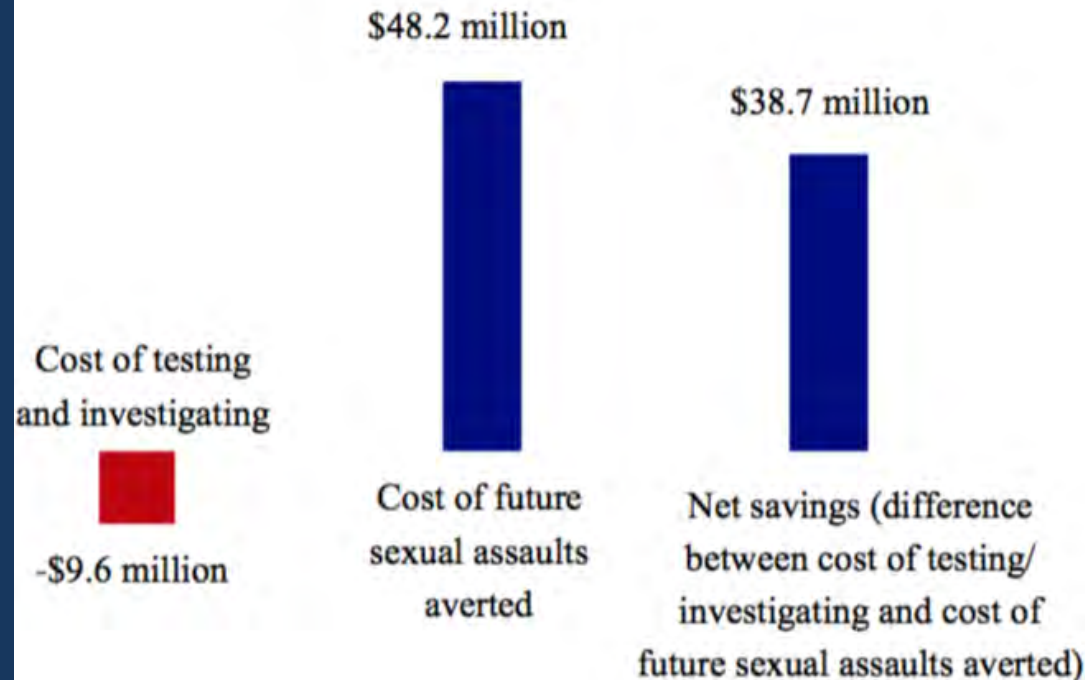 $48.2 million
$38.7 million
Cost of testing
and investigating
-$9.6 million
Cost of future
sexual assaults
averted
Net savings (difference
between cost of testing/
investigating and cost of
future sexual assaults averted)